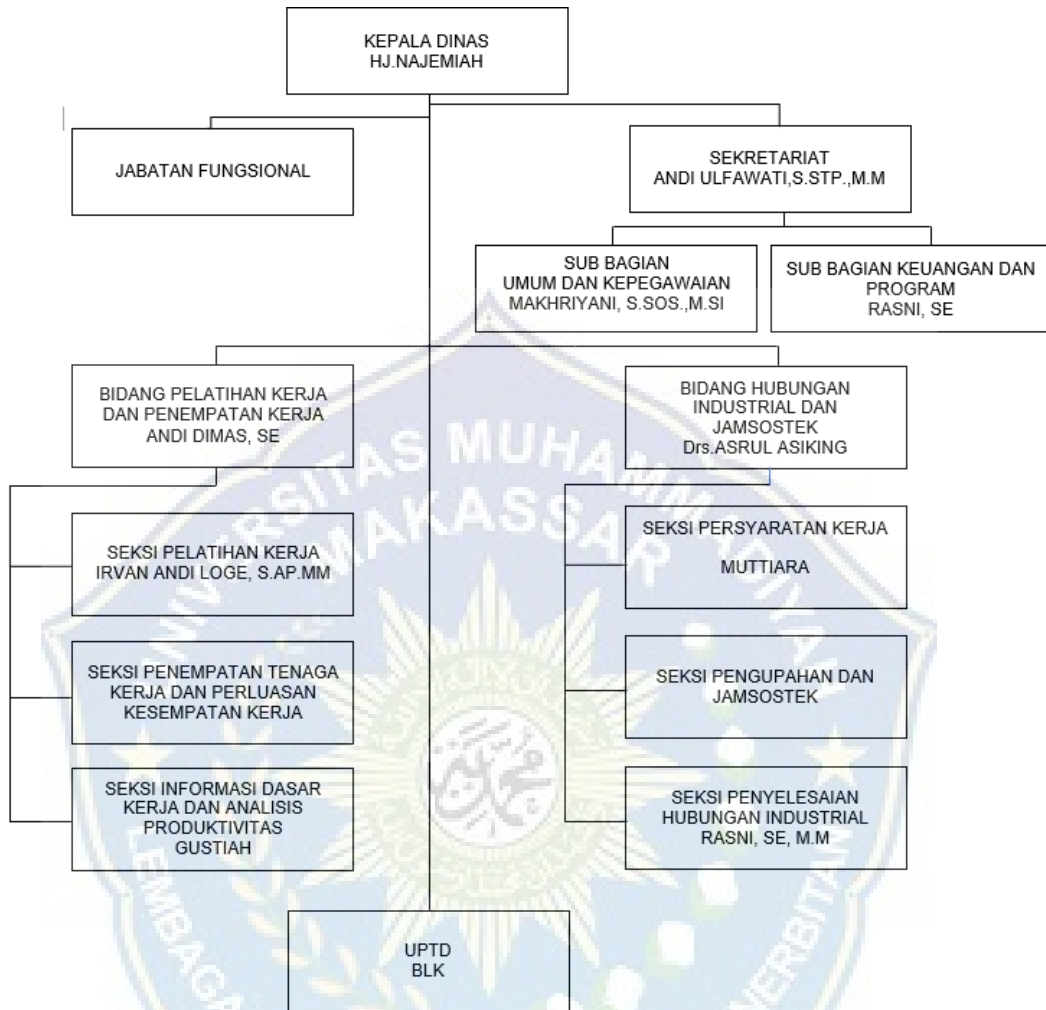 KEPALA DINAS
HJ.NAJEMIAH
JABATAN FUNGSIONAL
SEKRETARIAT
ANDI ULFAWATI,S.STP.,M.M
SUB BAGIAN
UMUM DAN KEPEGAWAIAN
MAKHRIYANI, S.SOS.,M.SI
SUB BAGIAN KEUANGAN DAN
PROGRAM
RASNI, SE
BIDANG PELATIHAN KERJA
DAN PENEMPATAN KERJA
ANDI DIMAS, SE
BIDANG HUBUNGAN
INDUSTRIAL DAN
JAMSOSTEK
Drs.ASRUL ASIKING
SEKSI PELATIHAN KERJA
IRVAN ANDI LOGE, S.AP.MM
SEKSI PERSYARATAN KERJA
MUTTIARA
SEKSI PENEMPATAN TENAGA
KERJA DAN PERLUASAN
KESEMPATAN KERJA
SEKSI PENGUPAHAN DAN
JAMSOSTEK
SEKSI INFORMASI DASAR
KERJA DAN ANALISIS
PRODUKTIVITAS
GUSTIAH
SEKSI PENYELESAIAN
HUBUNGAN INDUSTRIAL
RASNI, SE, M.M
UPTD
BLK
UNIVERSITAS MUHAMMADIYAH
MAKASSAR
LEMBAGA